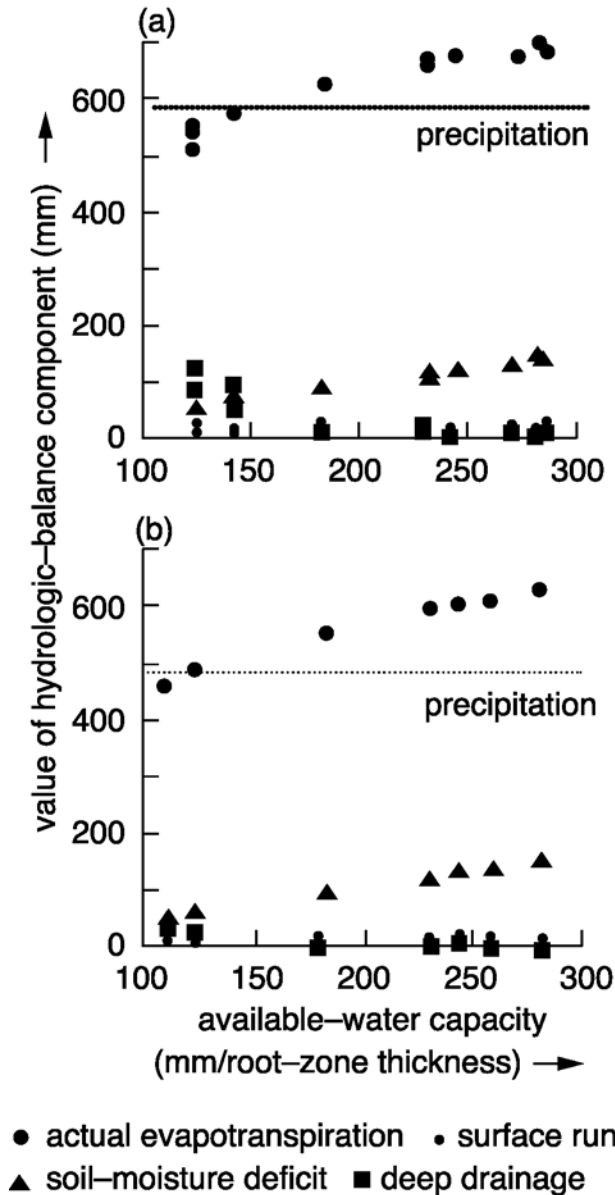 (a)
600
400
200
0
precipitation
100 150 200 250 300
(b)
600
400
200
0
precipitation
100 150 200 250 300
value of hydrologic–balance component (mm)
available–water capacity
(mm/root–zone thickness)
actual evapotranspiration surface run
soil–moisture deficit deep drainage